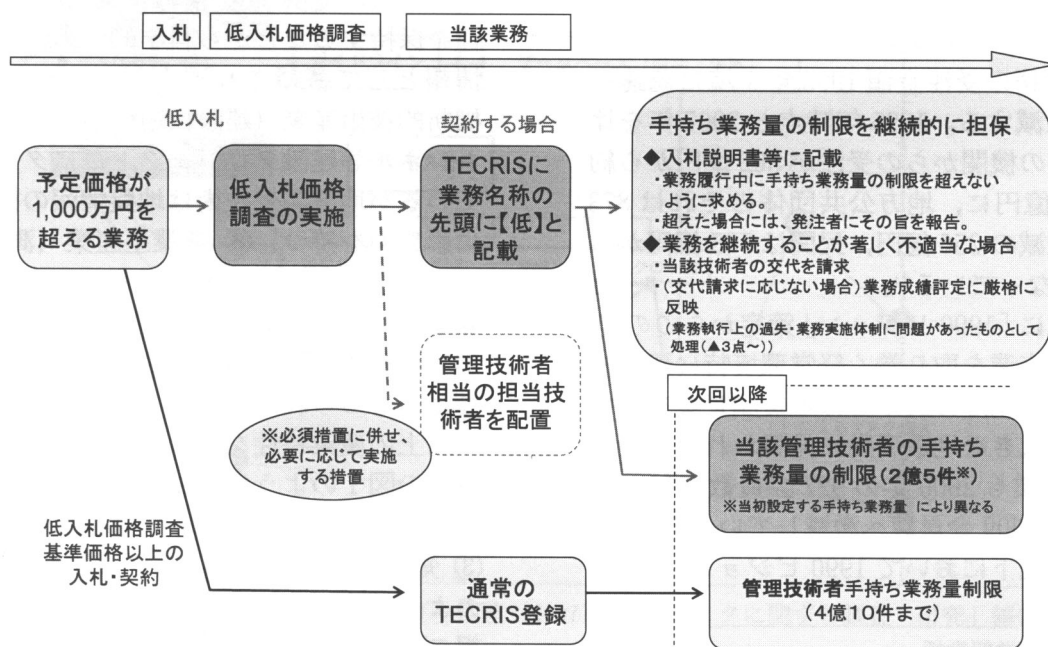 入札
低入札価格調査
当該業務
低入札
契約する場合
予定価格が
1,000万円を
超える業務
低入札価格
調査の実施
TECRISに
業務名称の
先頭に【低】と
記載
手持ち業務量の制限を継続的に担保
◆入札説明書等に記載
・業務履行中に手持ち業務量の制限を超えない
ように求める。
・超えた場合には、発注者にその旨を報告。
◆業務を継続することが著しく不適当な場合
・当該技術者の交代を請求
・(交代請求に応じない場合)業務成績評定に厳格に
反映
(業務執行上の過失・業務実施体制に問題があったものとして
処理(▲3点～))
管理技術者
相当の担当技
術者を配置
※必須措置に併せ、
必要に応じて実施
する措置
次回以降
当該管理技術者の手持ち
業務量の制限(2億5件※)
※当初設定する手持ち業務量 により異なる
低入札価格調査
基準価格以上の
入札・契約
通常の
TECRIS登録
管理技術者手持ち業務量制限
(4億10件まで)